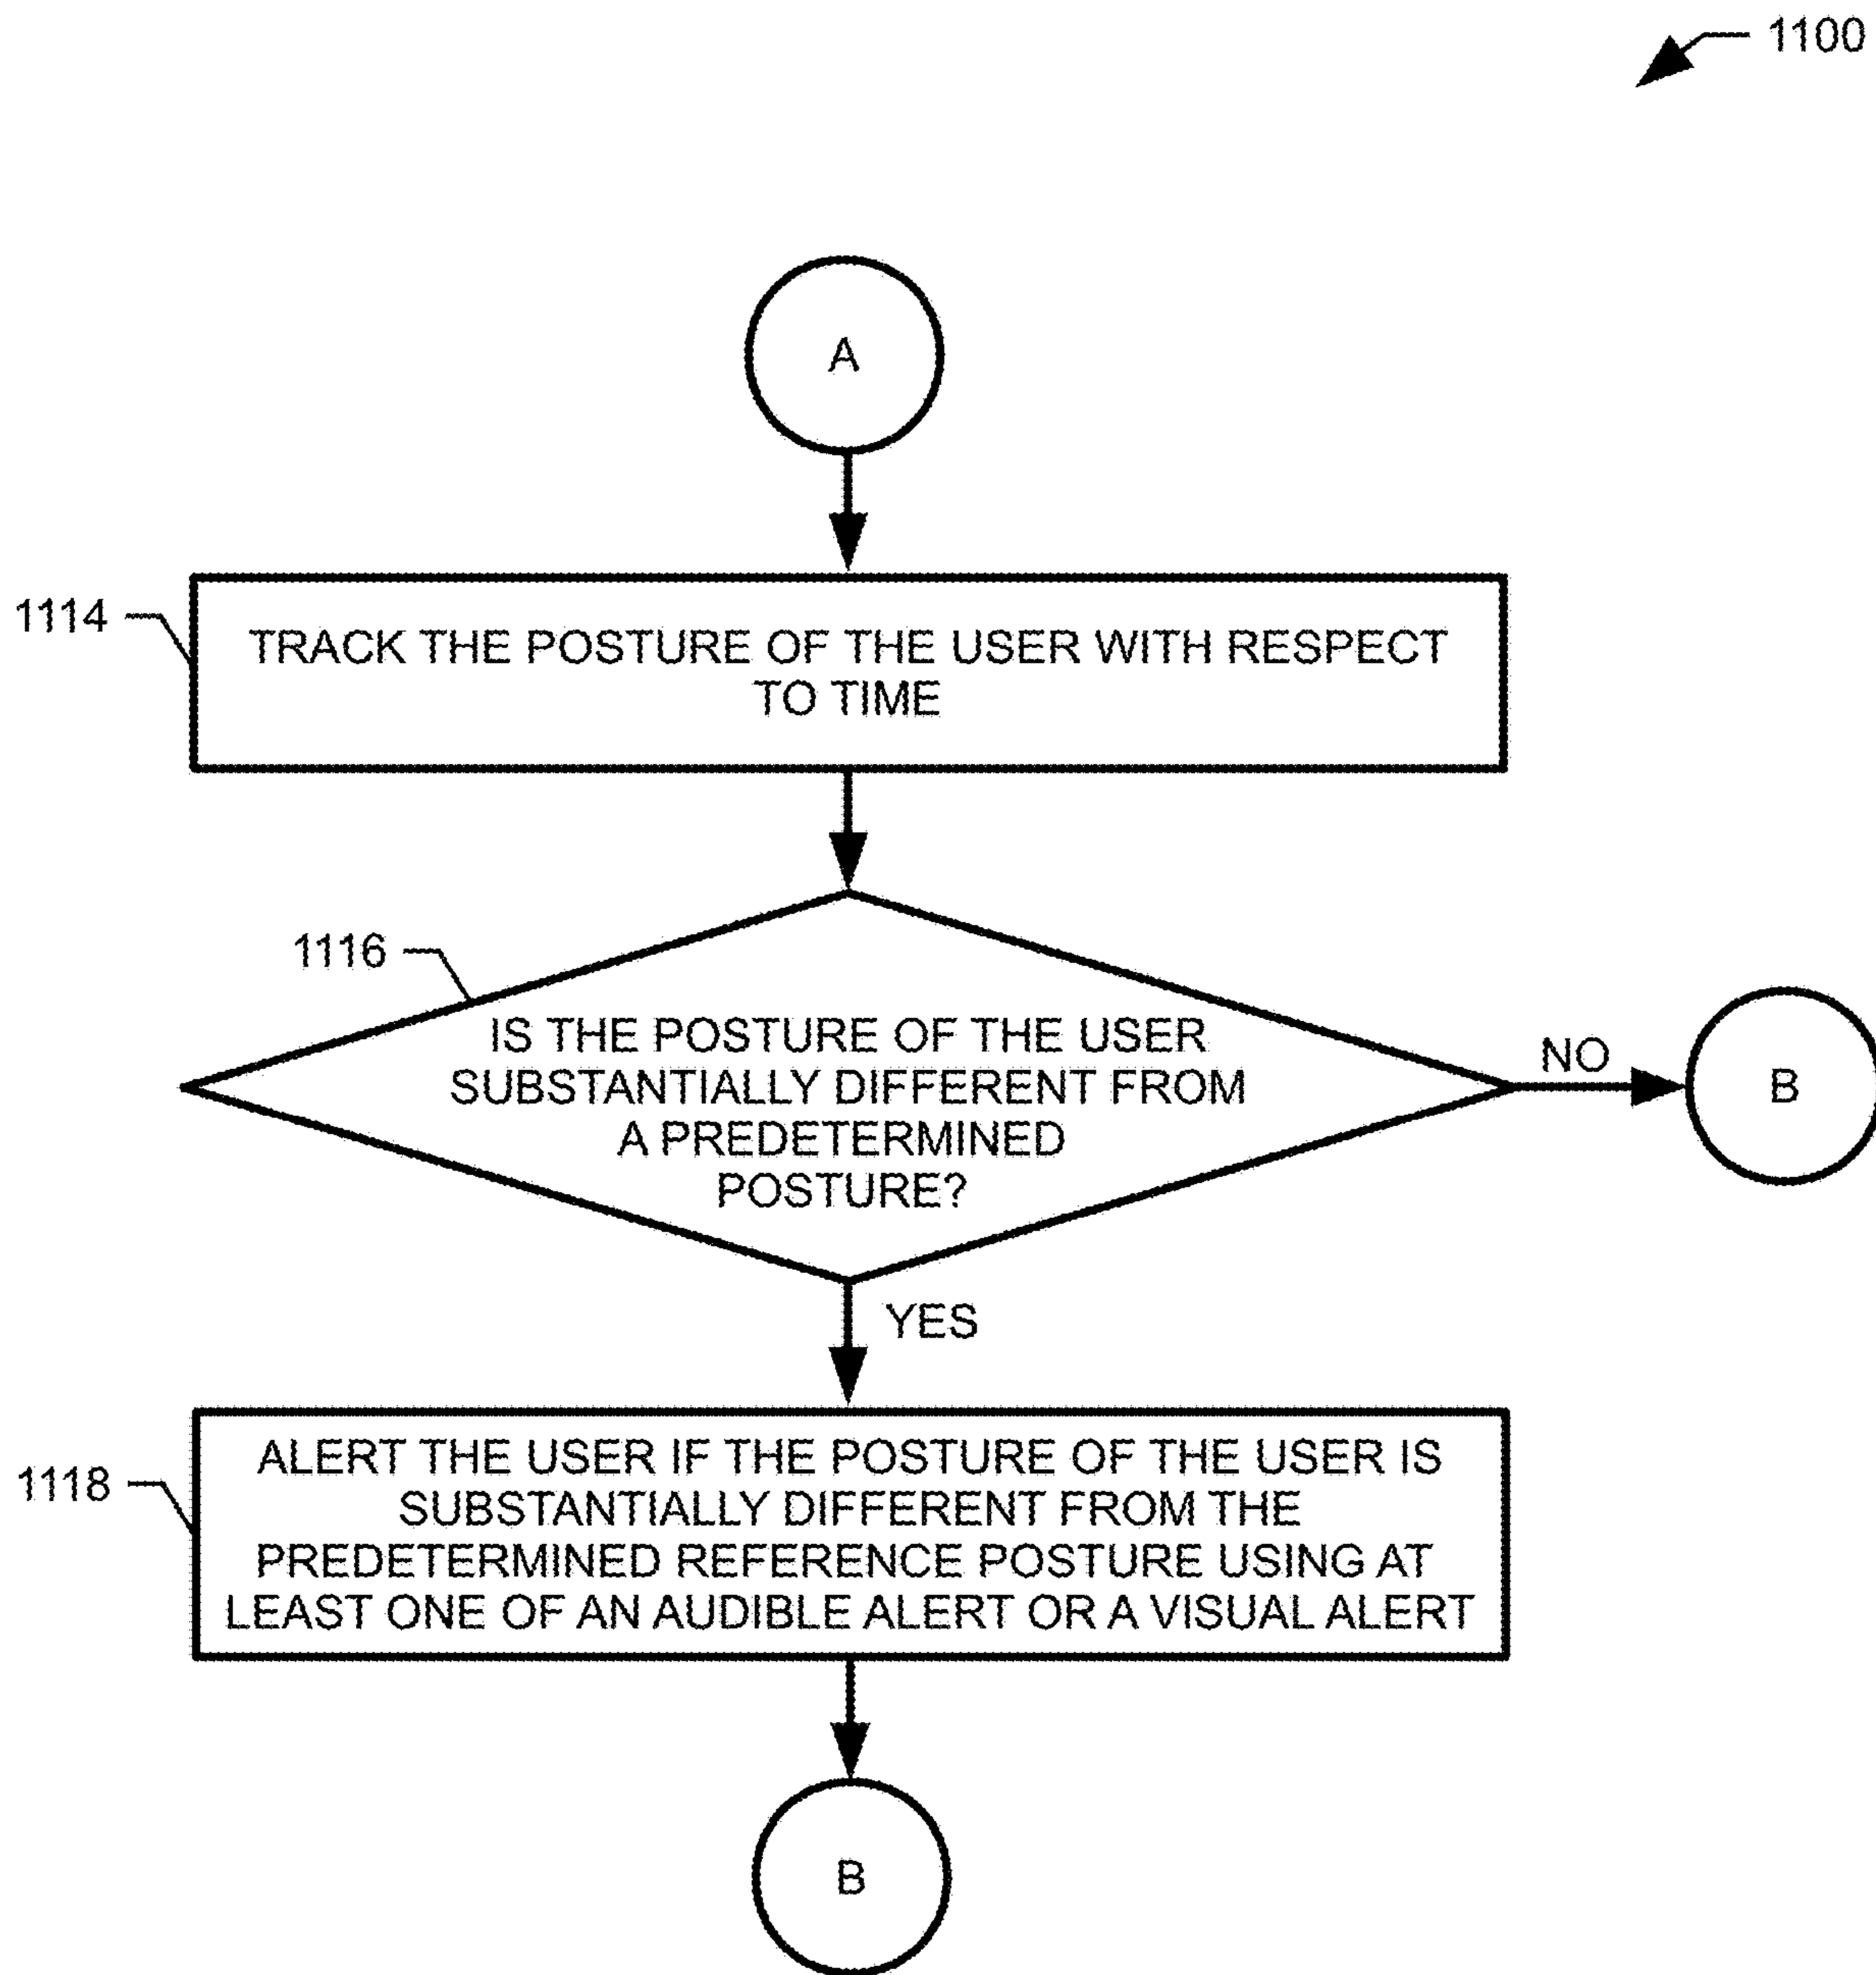 1100
A
1114
TRACK THE POSTURE OF THE USER WITH RESPECT
TO TIME
1116
IS THE POSTURE OF THE USER
SUBSTANTIALLY DIFFERENT FROM
A PREDETERMINED
POSTURE?
NO
B
YES
1118
ALERT THE USER IF THE POSTURE OF THE USER IS
SUBSTANTIALLY DIFFERENT FROM THE
PREDETERMINED REFERENCE POSTURE USING AT
LEAST ONE OF AN AUDIBLE ALERT OR A VISUAL ALERT
B